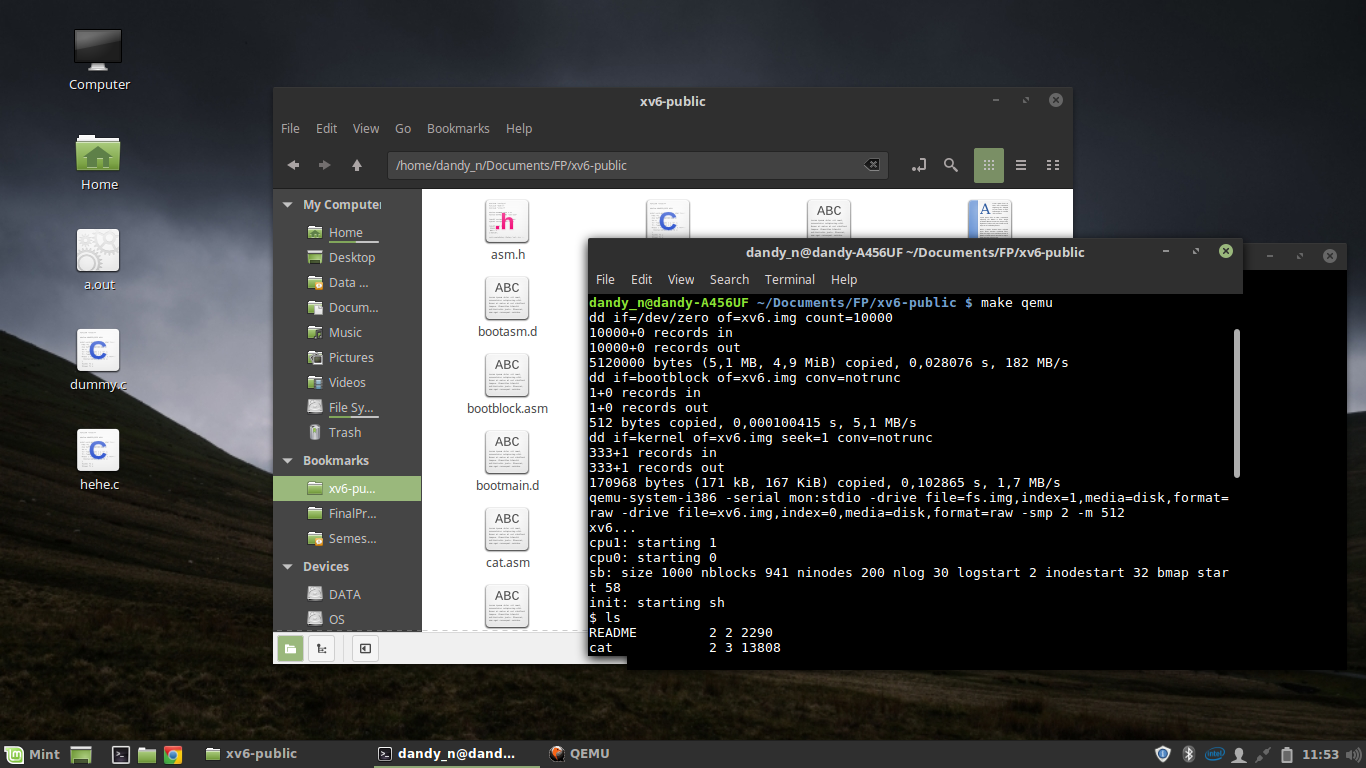 Computer
Home
a.out
dummy.c
hehe.c
xv6-public
File Edit View Go Bookmarks Help
/home/dandy_n/Documents/FP/xv6-public
My Computer
Home
Desktop
Data ...
Docum...
Music
Pictures
Videos
File Sy...
Trash
Bookmarks
xv6-pu...
FinalPr...
Semes...
Devices
DATA
OS
.h
C
ABC
A
asm.h
ABC
bootasm.d
ABC
bootblock.asm
ABC
bootmain.d
ABC
cat.asm
ABC
C
C
dandy_n@dandy-A456UF ~/Documents/FP/xv6-public
File Edit View Search Terminal Help
dandy_n@dandy-A456UF ~/Documents/FP/xv6-public $ make qemu
dd if=/dev/zero of=xv6.img count=10000
10000+0 records in
10000+0 records out
5120000 bytes (5,1 MB, 4,9 MiB) copied, 0,028076 s, 182 MB/s
dd if=bootblock of=xv6.img conv=notrunc
1+0 records in
1+0 records out
512 bytes copied, 0,000100415 s, 5,1 MB/s
dd if=kernel of=xv6.img seek=1 conv=notrunc
333+1 records in
333+1 records out
170968 bytes (171 kB, 167 KiB) copied, 0,102865 s, 1,7 MB/s
qemu-system-i386 -serial mon:stdio -drive file=fs.img,index=1,media=disk,format=
raw -drive file=xv6.img,index=0,media=disk,format=raw -smp 2 -m 512
xv6...
cpu1: starting 1
cpu0: starting 0
sb: size 1000 nblocks 941 ninodes 200 nlog 30 logstart 2 inodestart 32 bmap star
t 58
init: starting sh
$ ls
README 2 2 2290
cat 2 3 13808
Mint
xv6-public
dandy_n@dand...
QEMU
intel
11:53